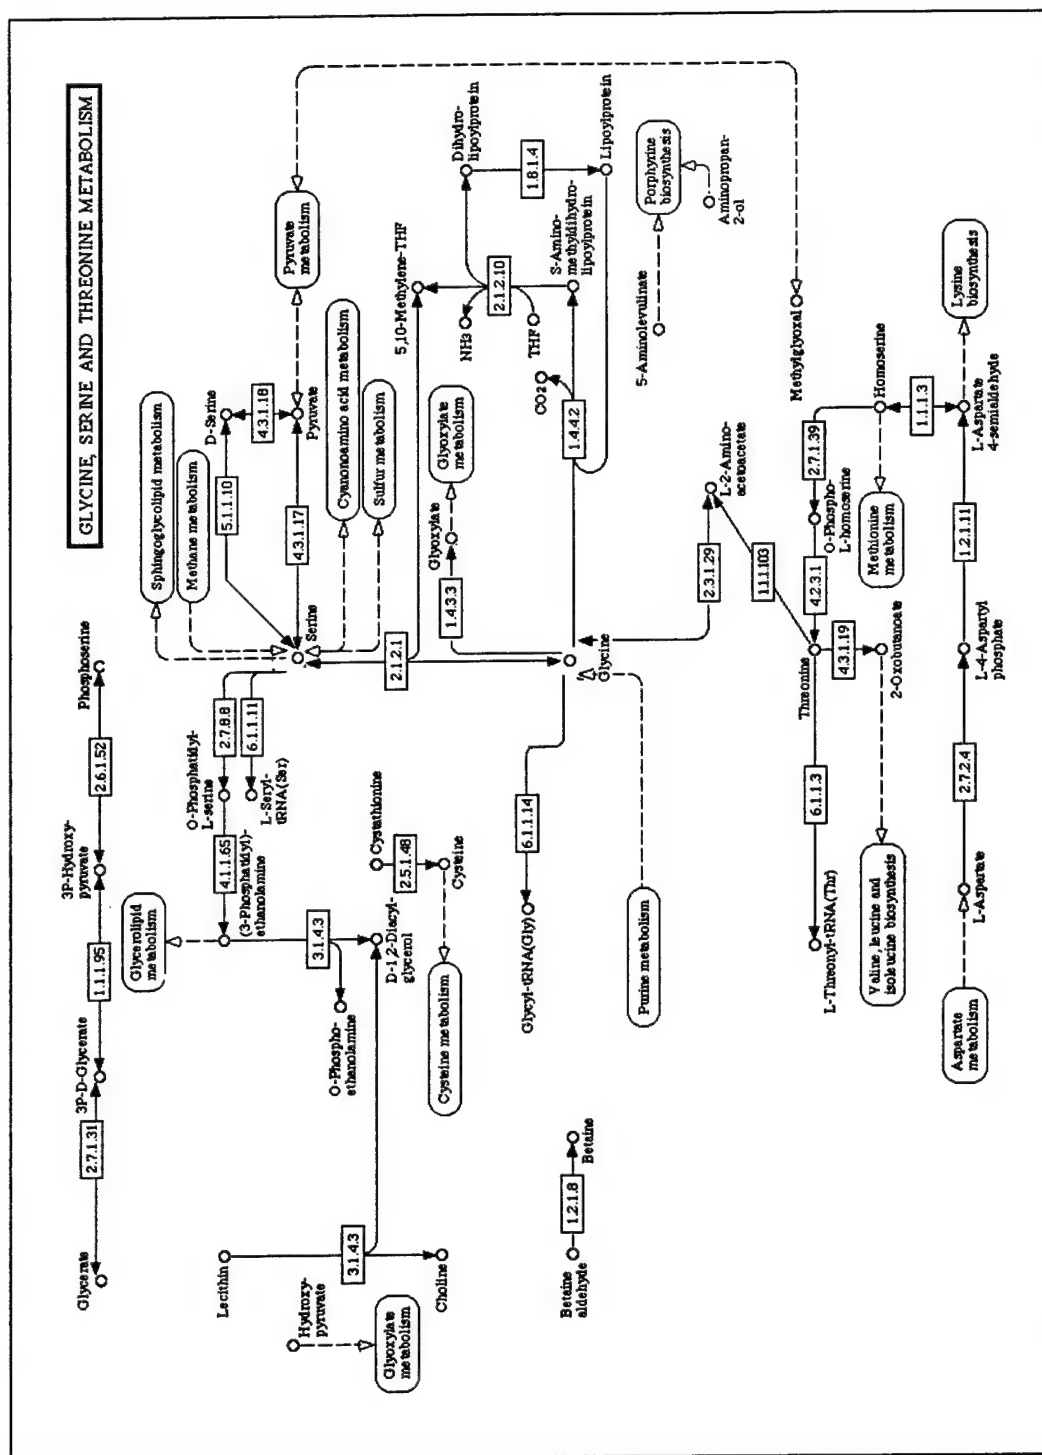 GLYCINE, SERINE AND THREONINE METABOLISM
Glycerate
2.7.1.31
3P-D-Glycerate
1.1.1.95
3P-Hydroxy-
pyruvate
2.6.1.52
Phosphoserine
Sphingoglycolipid metabolism
Methane metabolism
Glycerolipid
metabolism
D-Serine
5.1.1.10
4.3.1.18
Pyruvate
4.3.1.17
Pyruvate
metabolism
Serine
Cyanonoamino acid metabolism
Sulfur metabolism
2.7.8.8
6.1.1.11
O-Phosphatidyl-
L-serine
L-Seryl-
tRNA(Ser)
4.1.1.65
(3-Phosphatidyl)-
ethanolamine
3.1.4.3
O-Phospho-
ethanolamine
D-1,2-Diacyl-
glycerol
Lecithin
3.1.4.3
Choline
Hydroxy-
pyruvate
Glyoxylate
metabolism
Cystathionine
2.5.1.48
Cysteine
Cysteine metabolism
2.1.2.1
5,10-Methylene-THF
Glyoxylate
1.4.3.3
Glyoxylate
metabolism
NH3
2.1.2.10
THF
Dihydro-
lipoylprotein
1.8.1.4
Lipoylprotein
S-Amino-
methyldihydro-
lipoylprotein
CO2
1.4.4.2
Glycine
6.1.1.14
Glycyl-tRNA(Gly)
Purine metabolism
Betaine
aldehyde
1.2.1.8
Betaine
5-Aminolevulinate
Porphyrine
biosynthesis
Aminopropan-
2-ol
L-2-Amino-
acetoacetate
2.3.1.29
1.1.1.103
Methylglyoxal
Threonine
4.2.3.1
O-Phospho-
L-homoserine
2.7.1.39
Homoserine
4.3.1.19
2-Oxobutanoate
Methionine
metabolism
6.1.1.3
L-Threonyl-tRNA(Thr)
Valine, leucine and
isoleucine biosynthesis
1.1.1.3
Aspartate
metabolism
L-Aspartate
2.7.2.4
L-4-Aspartyl
phosphate
1.2.1.11
L-Aspartate
4-semialdehyde
Lysine
biosynthesis